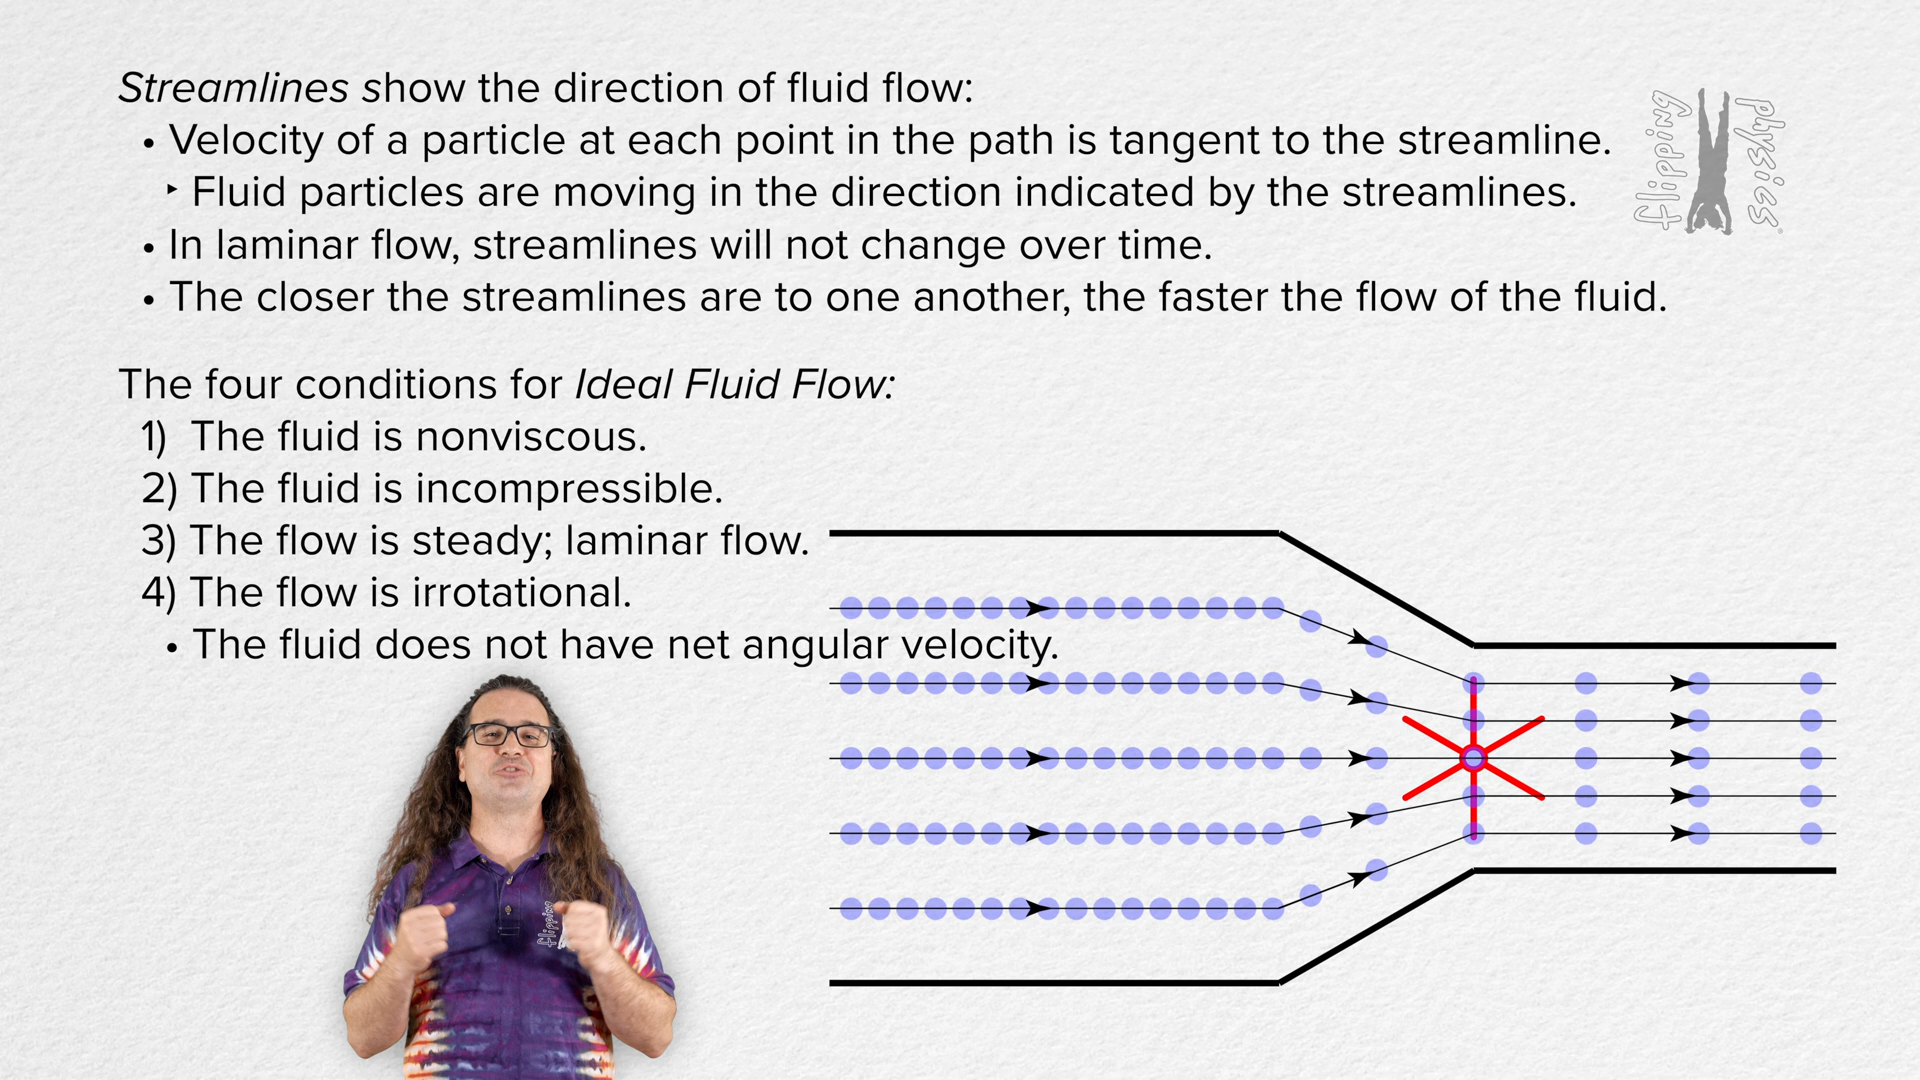 Streamlines show the direction of fluid flow:
• Velocity of a particle at each point in the path is tangent to the streamline.
‣ Fluid particles are moving in the direction indicated by the streamlines.
• In laminar flow, streamlines will not change over time.
• The closer the streamlines are to one another, the faster the flow of the fluid.
flipping physics
The four conditions for Ideal Fluid Flow:
1) The fluid is nonviscous.
2) The fluid is incompressible.
3) The flow is steady; laminar flow.
4) The flow is irrotational.
• The fluid does not have net angular velocity.
flipping